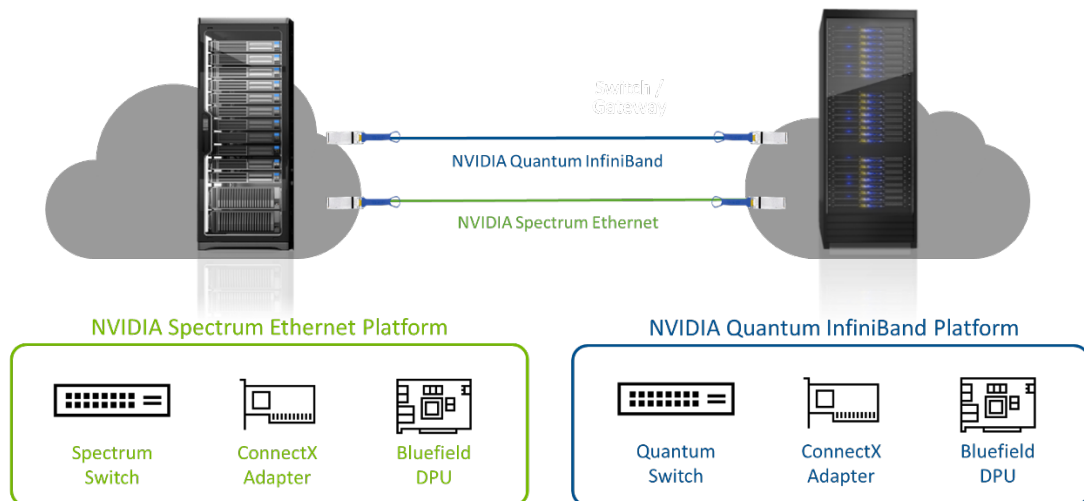 Switch /
Gateway
NVIDIA Quantum InfiniBand
NVIDIA Spectrum Ethernet
NVIDIA Spectrum Ethernet Platform
NVIDIA Quantum InfiniBand Platform
Spectrum
Switch
ConnectX
Adapter
Bluefield
DPU
Quantum
Switch
ConnectX
Adapter
Bluefield
DPU